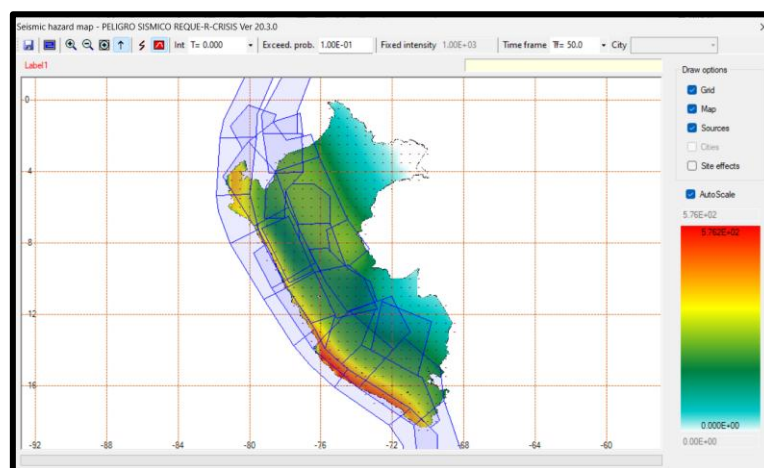 Seismic hazard map - PELIGRO SISMICO REQUE-R-CRISIS Ver 20.3.0
Int T= 0.000 Exceed. prob. 1.00E-01 Fixed intensity 1.00E+03 Time frame Tf= 50.0 City
Label1
Draw options
Grid
Map
Sources
Cities
Site effects
AutoScale
5.76E+02
5.762E+02
0.000E+00
0.00E+00
0
4
-8
-12
-16
-92 -88 -84 -80 -76 -72 -68 -64 -60